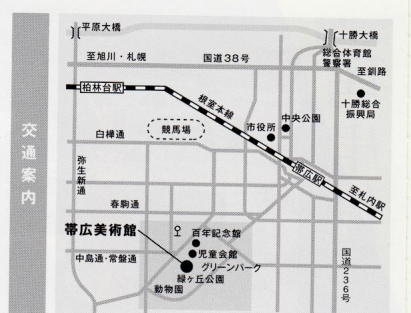 交通案内
平原大橋
十勝大橋
総合体育館
警察署
至旭川・札幌
国道38号
至釧路
柏林台駅
根室本線
十勝総合
振興局
競馬場
市役所
中央公園
白樺通
帯広駅
弥生新通
至札内駅
春駒通
帯広美術館
百年記念館
児童会館
中島通・常盤通
グリーンパーク
緑ヶ丘公園
動物園
国道236号